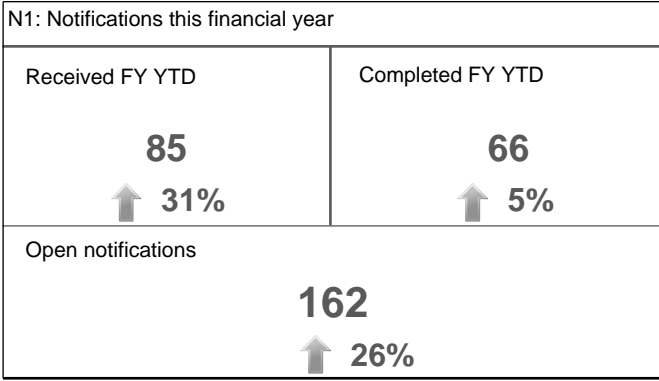 N1: Notifications this financial year
Received FY YTD
85
31%
Completed FY YTD
66
5%
Open notifications
162
26%